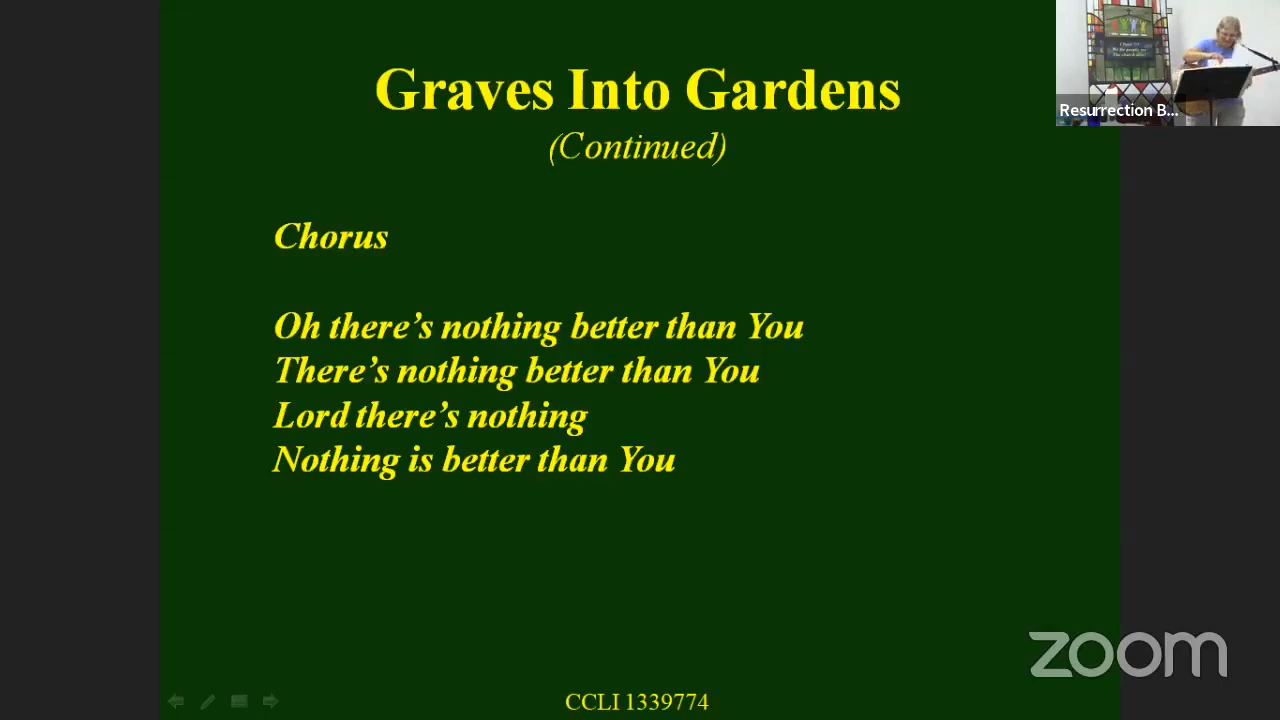 Graves Into Gardens
(Continued)
Chorus
Oh there’s nothing better than You
There’s nothing better than You
Lord there’s nothing
Nothing is better than You
CCLI 1339774
Resurrection B...
zoom